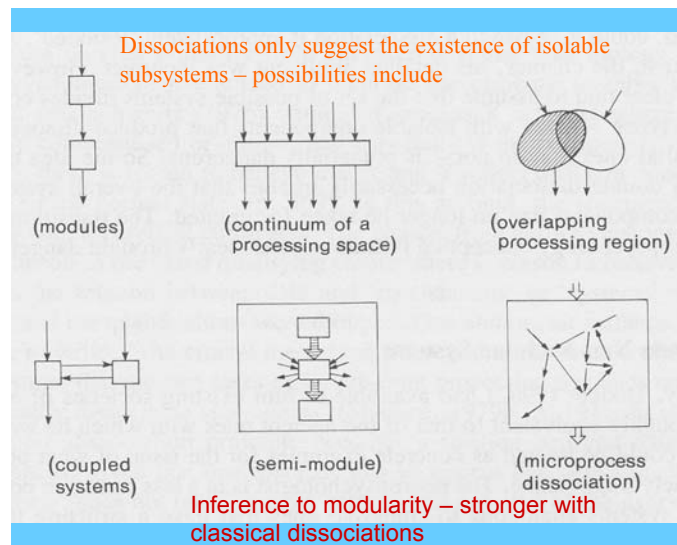 Dissociations only suggest the existence of isolable
subsystems – possibilities include
(modules)
(continuum of a
processing space)
(overlapping
processing region)
(coupled
systems)
(semi-module)
(microprocess
dissociation)
Inference to modularity – stronger with
classical dissociations